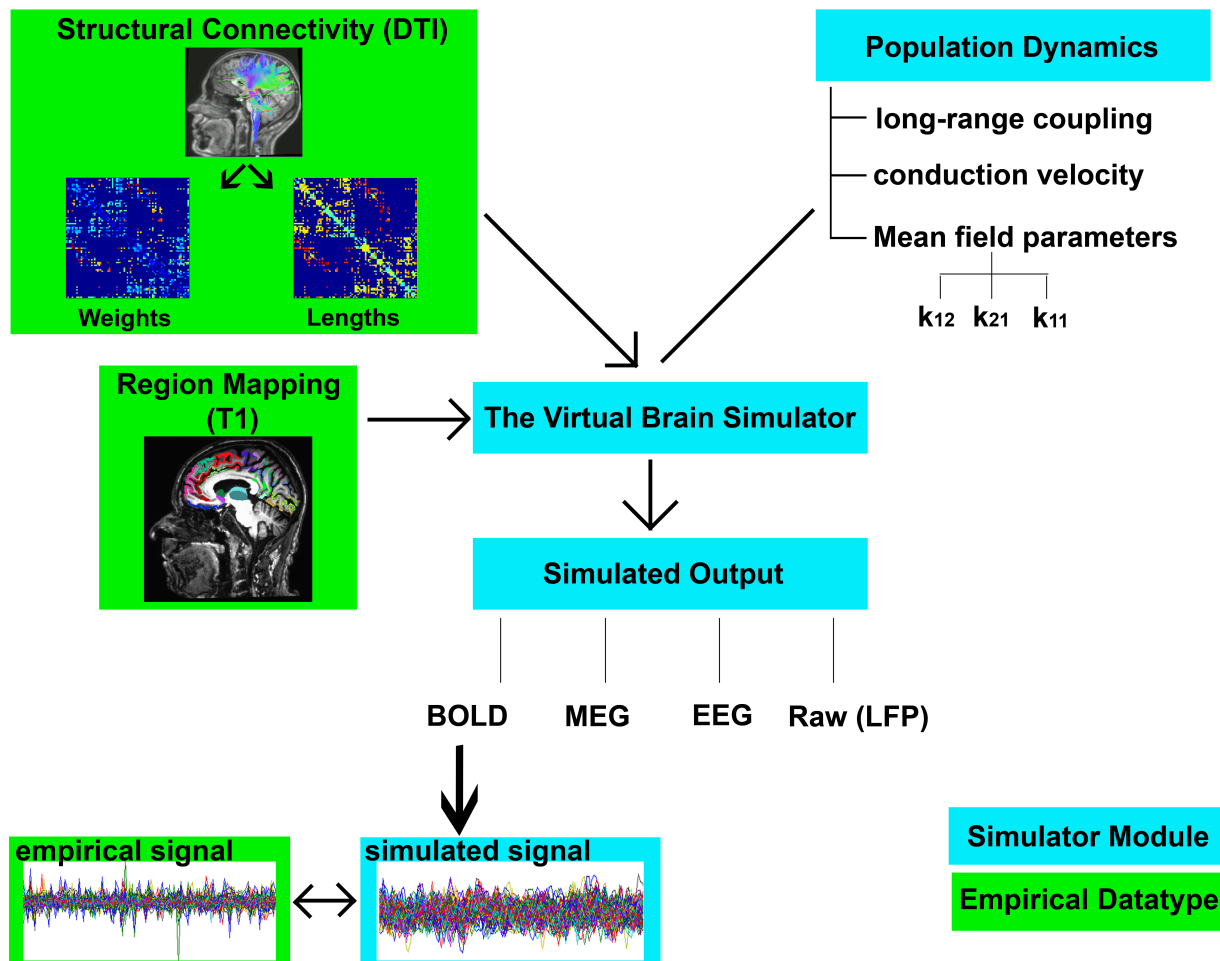 Structural Connectivity (DTI)
Weights
Lengths
Population Dynamics
long-range coupling
conduction velocity
Mean field parameters
k12
k21
k11
Region Mapping
(T1)
The Virtual Brain Simulator
Simulated Output
BOLD
MEG
EEG
Raw (LFP)
empirical signal
simulated signal
Simulator Module
Empirical Datatype